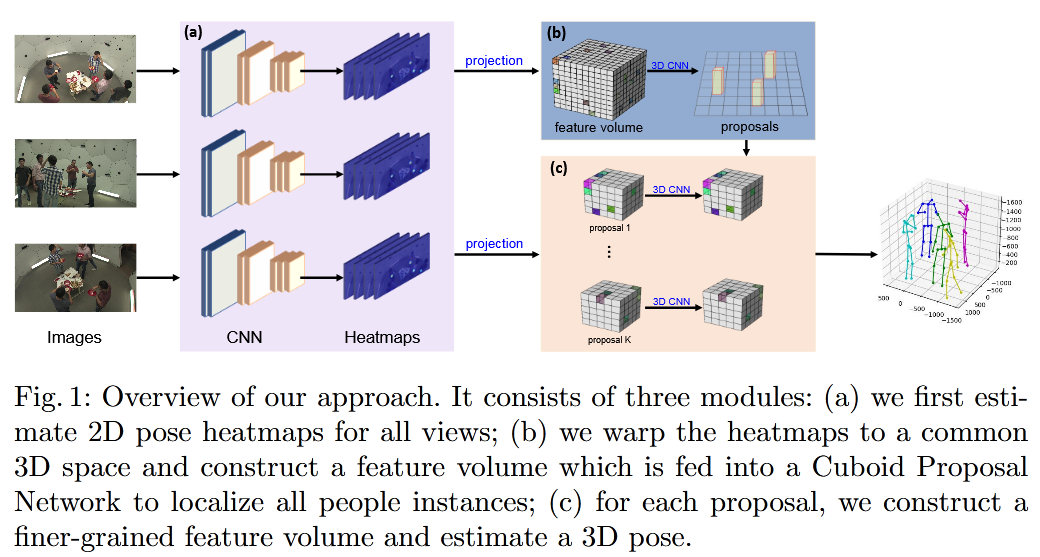 (a)
(b)
projection
3D CNN
feature volume
proposals
(c)
3D CNN
proposal 1
projection
3D CNN
proposal K
Images
CNN
Heatmaps
1600
1400
1200
1000
800
600
400
200
−1000
−500
0
500
1000
500
0
−500
−1000
−1500
Fig. 1: Overview of our approach. It consists of three modules: (a) we first esti-
mate 2D pose heatmaps for all views; (b) we warp the heatmaps to a common
3D space and construct a feature volume which is fed into a Cuboid Proposal
Network to localize all people instances; (c) for each proposal, we construct a
finer-grained feature volume and estimate a 3D pose.